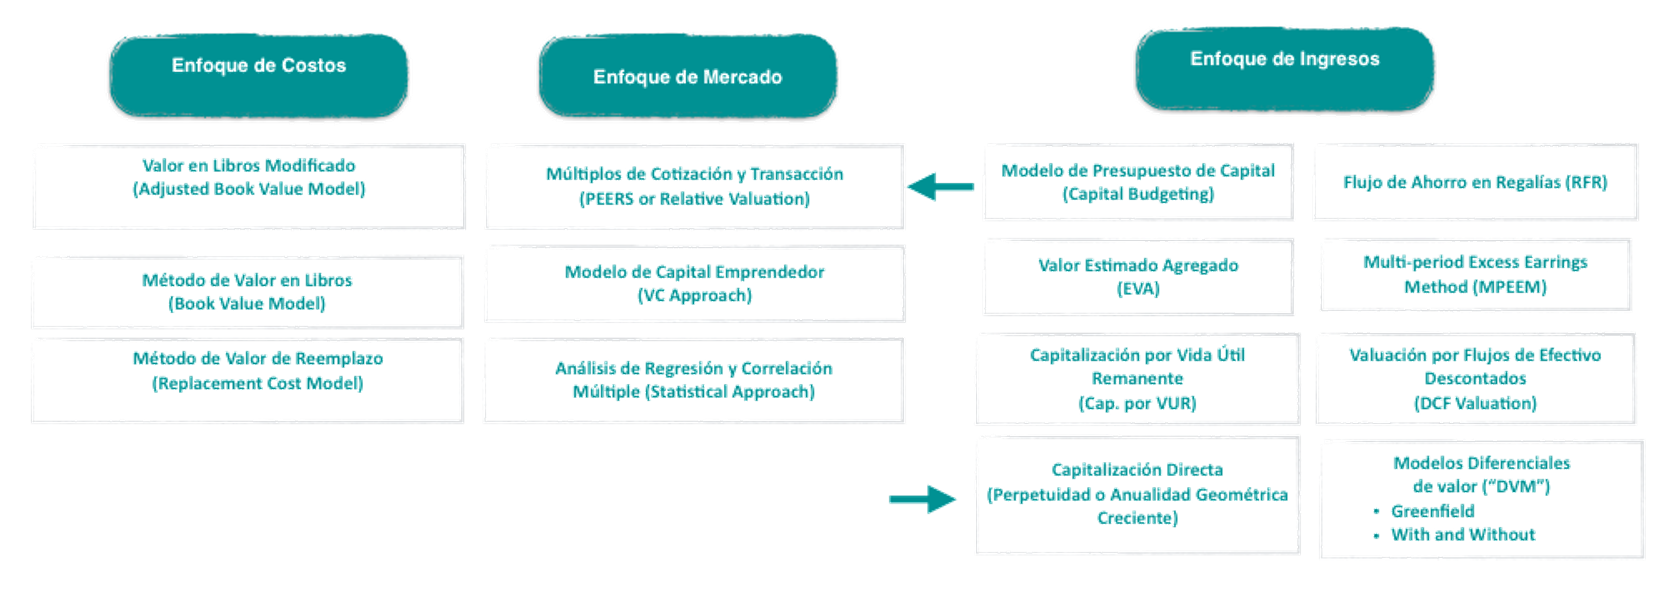 Enfoque de Costos
Valor en Libros Modificado
(Adjusted Book Value Model)
Método de Valor en Libros
(Book Value Model)
Método de Valor de Reemplazo
(Replacement Cost Model)
Enfoque de Mercado
Múltiplos de Cotización y Transacción
(PEERS or Relative Valuation)
Modelo de Capital Emprendedor
(VC Approach)
Análisis de Regresión y Correlación
Múltiple (Statistical Approach)
Enfoque de Ingresos
Modelo de Presupuesto de Capital
(Capital Budgeting)
Flujo de Ahorro en Regalías (RFR)
Valor Estimado Agregado
(EVA)
Multi-period Excess Earrings
Method (MPEEM)
Capitalización por Vida Útil
Remanente
(Cap. por VUR)
Valuación por Flujos de Efectivo
Descontados
(DCF Valuation)
Capitalización Directa
(Perpetuidad o Anualidad Geométrica
Creciente)
Modelos Diferenciales
de valor (“DVM”)
• Greenfield
• With and Without